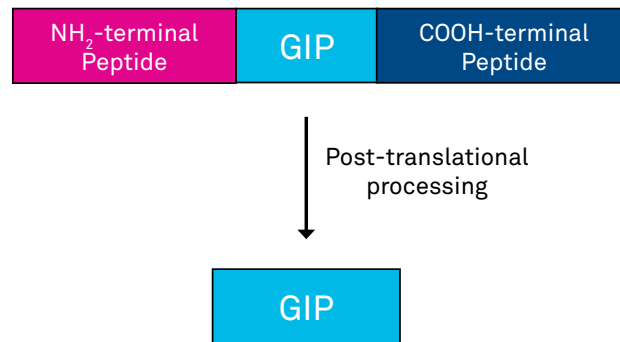 NH₂-terminal
Peptide
GIP
COOH-terminal
Peptide
Post-translational
processing
GIP